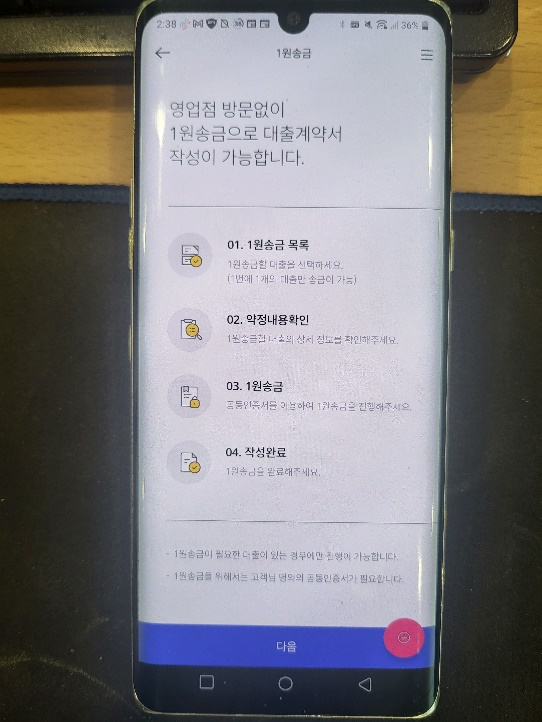 2:38
36%
1원송금
영업점 방문없이
1원송금으로 대출계약서
작성이 가능합니다.
01. 1원송금 목록
1원송금할 대출을 선택하세요.
(1번에 1개의 대출만 송금이 가능)
02. 약정내용확인
1원송금할 대출의 상세 정보를 확인해주세요.
03. 1원송금
공동인증서를 이용하여 1원송금을 진행해주세요.
04. 작성완료
1원송금을 완료해주세요.
- 1원송금이 필요한 대출이 있는 경우에만 진행이 가능합니다.
- 1원송금을 위해서는 고객님 명의의 공동인증서가 필요합니다.
다음